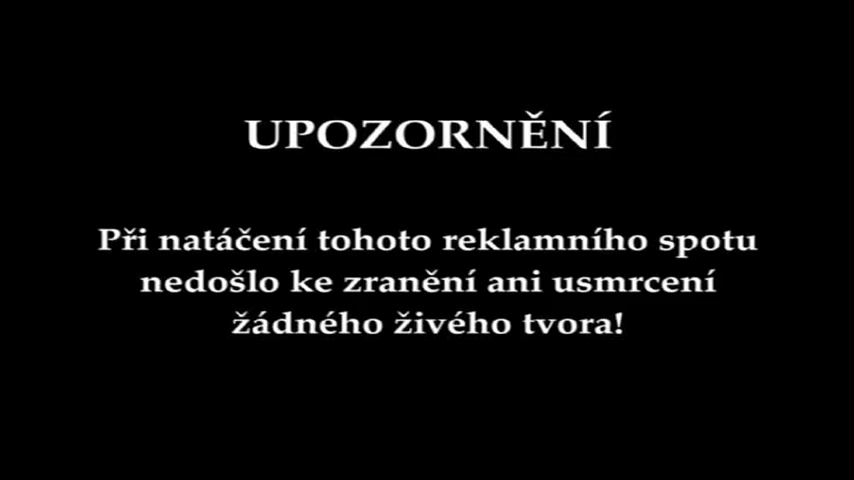 UPOZORNĚNÍ
Při natáčení tohoto reklamního spotu
nedošlo ke zranění ani usmrcení
žádného živého tvora!